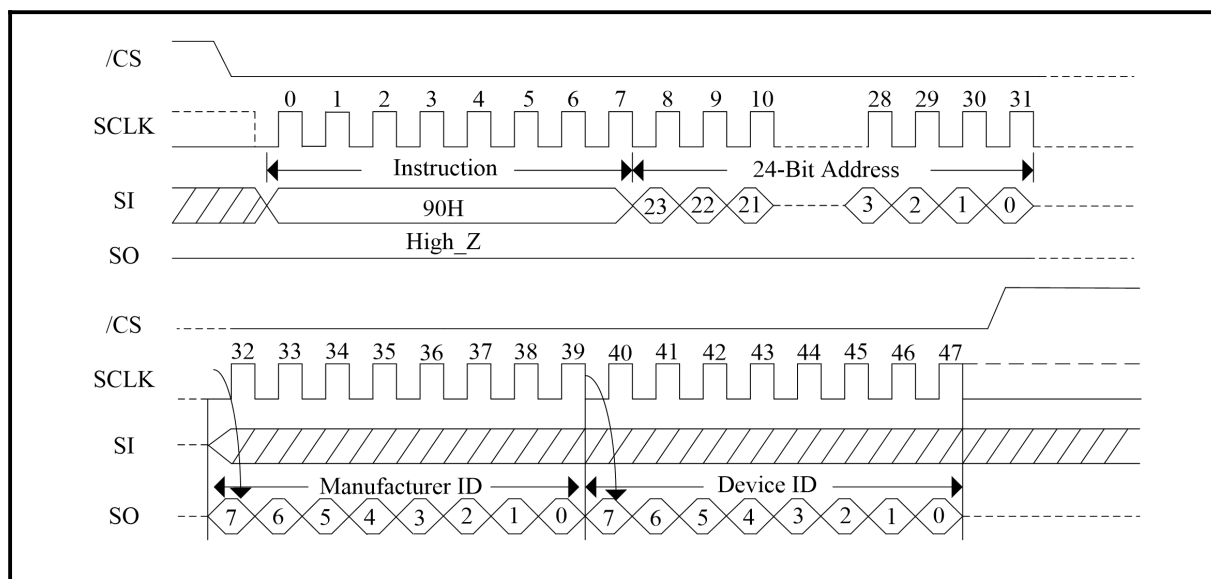 /CS
0 1 2 3 4 5 6 7 8 9 10 28 29 30 31
SCLK
Instruction 24-Bit Address
SI 90H 23 22 21 3 2 1 0
High_Z
SO
/CS
32 33 34 35 36 37 38 39 40 41 42 43 44 45 46 47
SCLK
SI
Manufacturer ID Device ID
SO 7 6 5 4 3 2 1 0 7 6 5 4 3 2 1 0